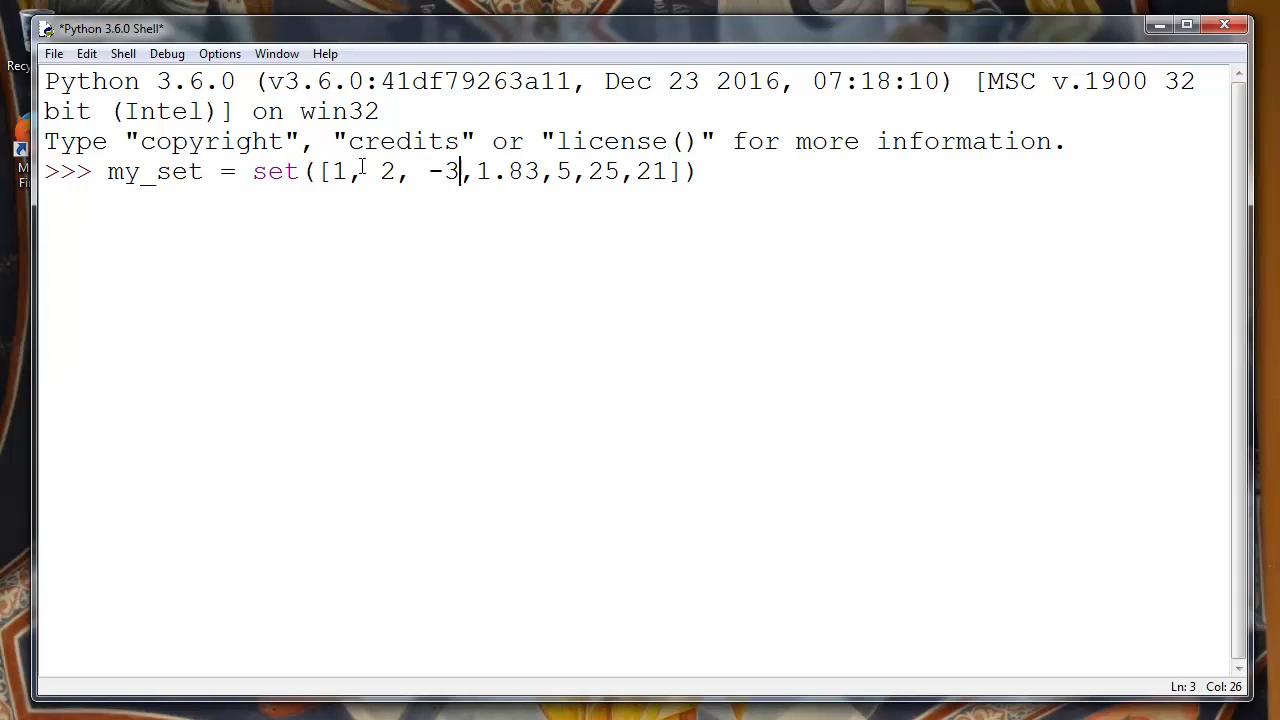 *Python 3.6.0 Shell*
File Edit Shell Debug Options Window Help
Python 3.6.0 (v3.6.0:41df79263a11, Dec 23 2016, 07:18:10) [MSC v.1900 32
bit (Intel)] on win32
Type "copyright", "credits" or "license()" for more information.
>>> my_set = set([1, 2, -3,1.83,5,25,21])
Recy
M
Fir
Ln: 3 Col: 26